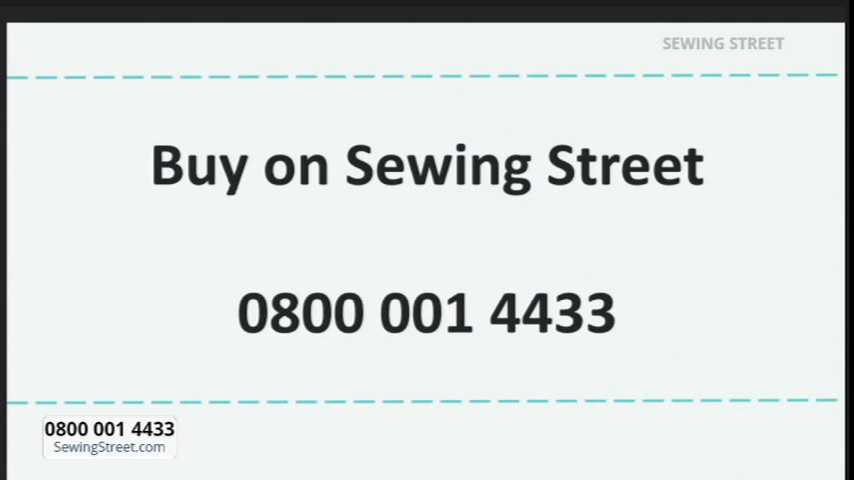 SEWING STREET
Buy on Sewing Street
0800 001 4433
0800 001 4433
SewingStreet.com